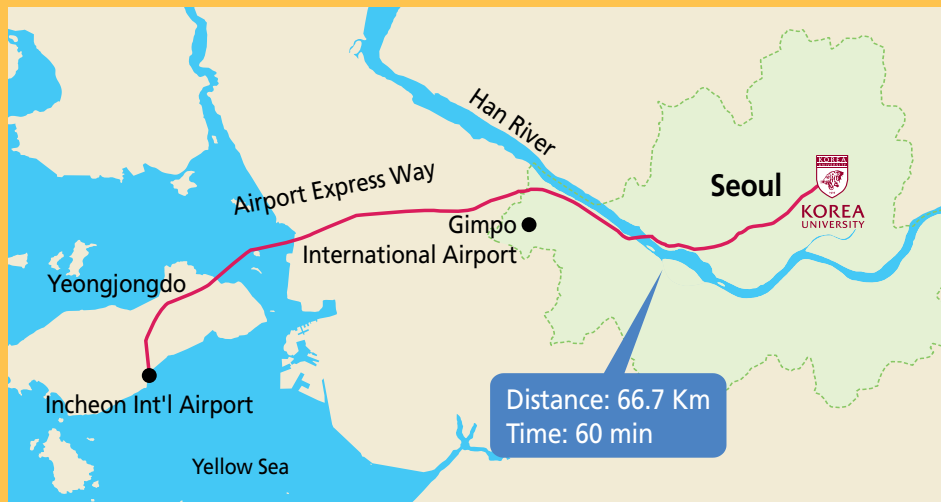 Han River
Airport Express Way
Seoul
KOREA
UNIVERSITY
KOREA
UNIVERSITY
Gimpo
International Airport
Yeongjongdo
Incheon Int'l Airport
Distance: 66.7 Km
Time: 60 min
Yellow Sea